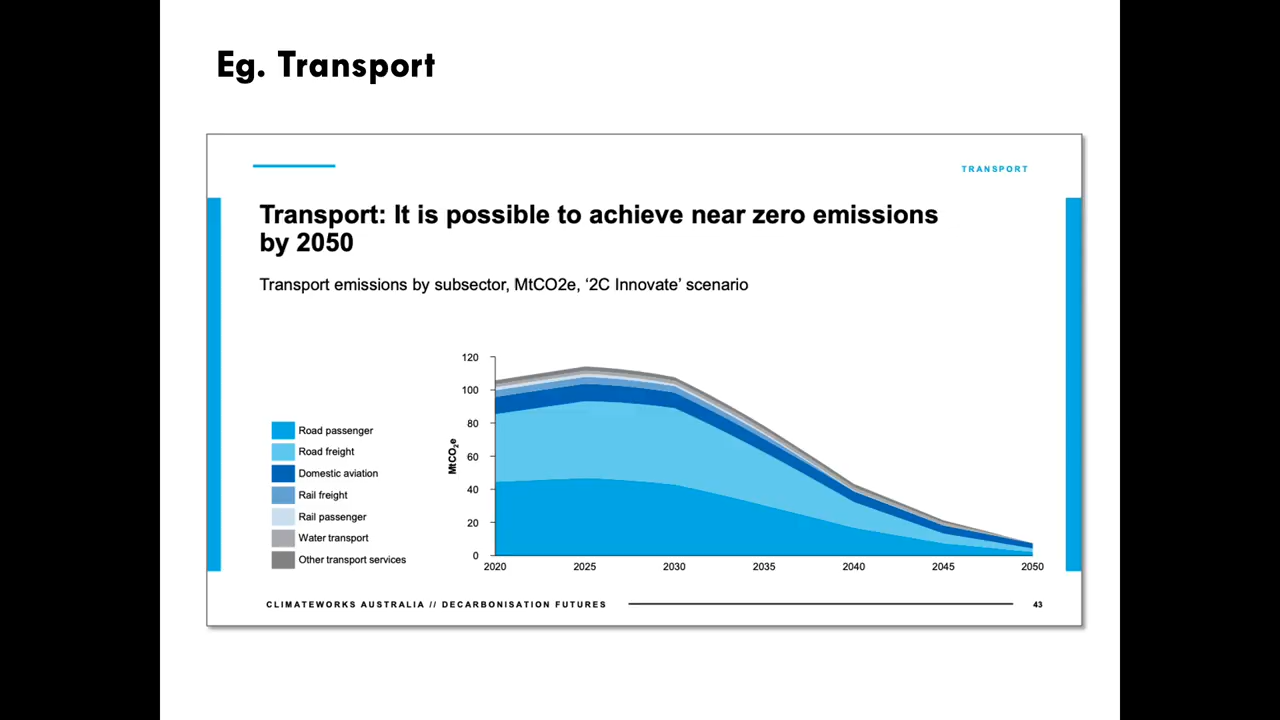 Eg. Transport
TRANSPORT
Transport: It is possible to achieve near zero emissions
by 2050
Transport emissions by subsector, MtCO2e, ‘2C Innovate’ scenario
120
100
80
60
40
20
0
MtCO₂e
Road passenger
Road freight
Domestic aviation
Rail freight
Rail passenger
Water transport
Other transport services
2020 2025 2030 2035 2040 2045 2050
CLIMATEWORKS AUSTRALIA // DECARBONISATION FUTURES 43